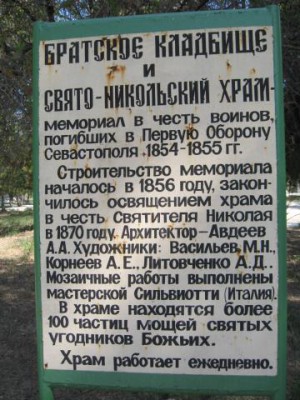 БРАТСКОЕ КЛАДБИЩЕ
И
СВЯТО-НИКОЛЬСКИЙ ХРАМ-
мемориал в честь воинов,
погибших в Первую Оборону
Севастополя .1854-1855 гг.
Строительство мемориала
началось в 1856 году, закон-
чилось освящением храма
в честь Святителя Николая
в 1870 году. Архитектор-Авдеев
А.А. Художники: Васильев, М.Н.,
Корнеев А.Е., Литовченко А.Д..
Мозаичные работы выполнены
мастерской Сильвиотти (Италия).
В храме находятся более
100 частиц мощей святых
угодников Божьих.
Храм работает ежедневно.